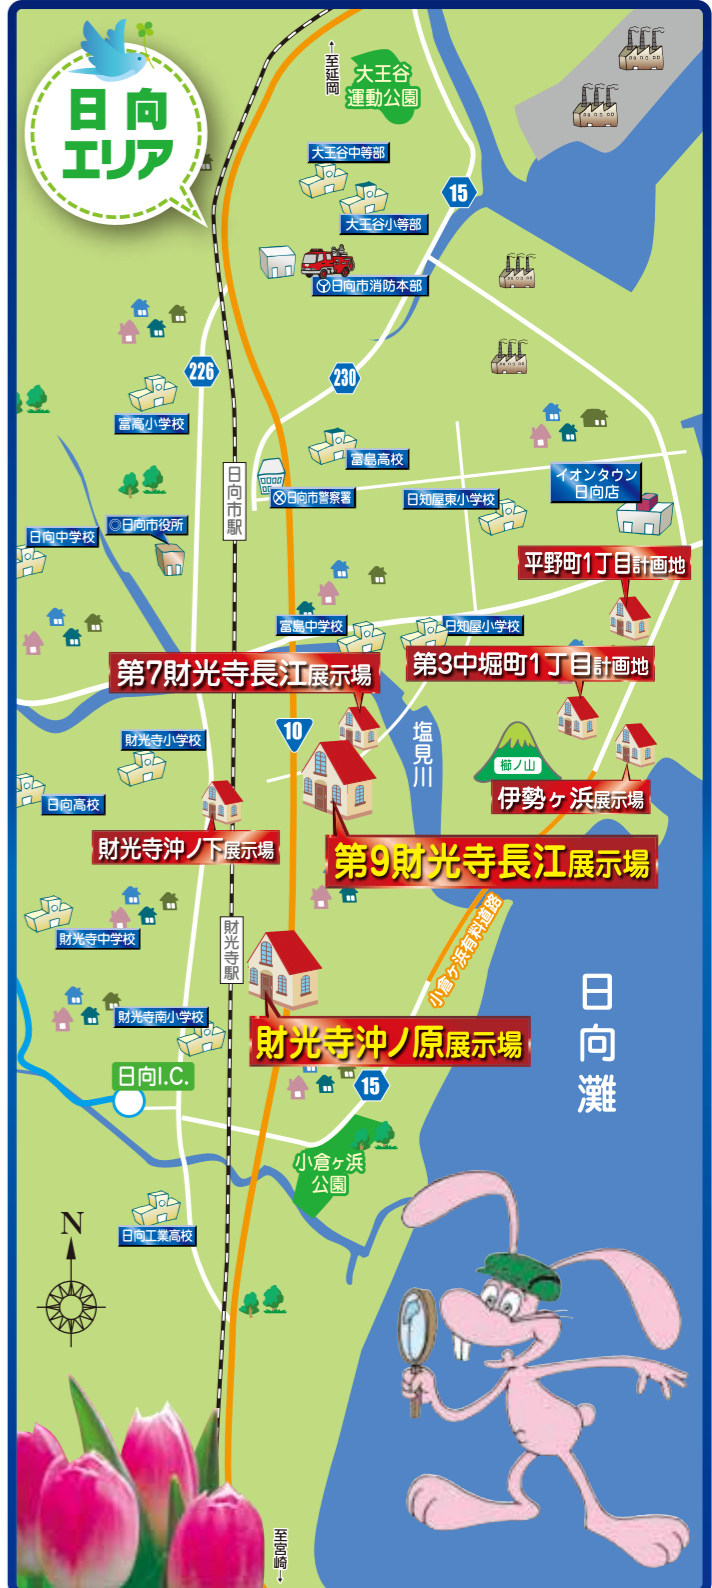 日向
エリア
←至延岡
大王谷
運動公園
大王谷中等部
15
大王谷小等部
日向市消防本部
226
230
富高小学校
富島高校
イオンタウン
日向店
日向市駅
日向市警察署
日知屋東小学校
◎日向市役所
日向中学校
平野町1丁目計画地
富島中学校
日知屋小学校
第7財光寺長江展示場
第3中堀町1丁目計画地
10
塩見川
財光寺小学校
櫛ノ山
日向高校
伊勢ヶ浜展示場
財光寺沖ノ下展示場
第9財光寺長江展示場
小倉ヶ浜有料道路
財光寺中学校
財光寺駅
日向灘
財光寺南小学校
財光寺沖ノ原展示場
日向I.C.
15
小倉ヶ浜
公園
N
日向工業高校
至宮崎→